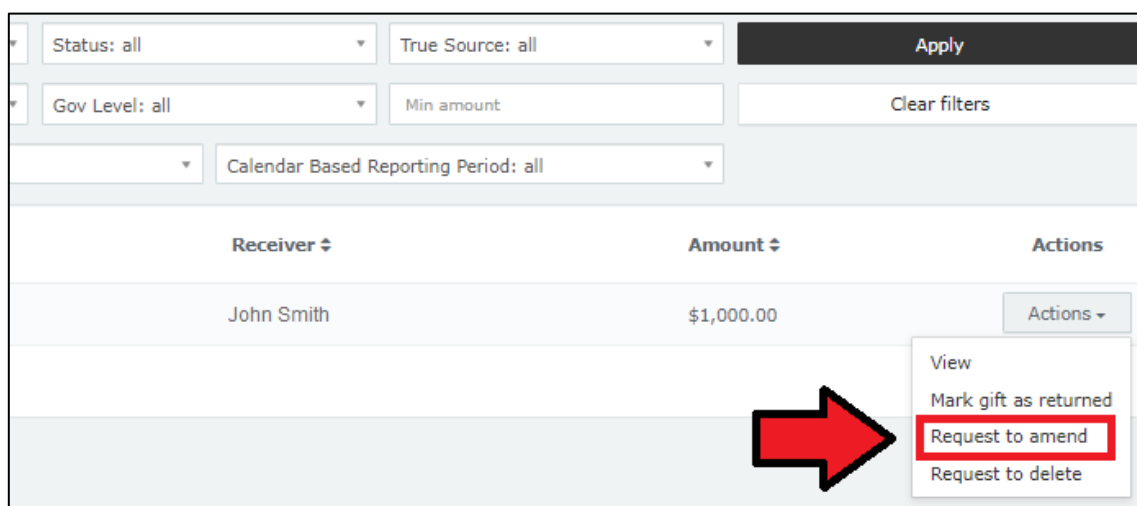 Status: all True Source: all Apply
Gov Level: all Min amount Clear filters
Calendar Based Reporting Period: all
Receiver Amount Actions
John Smith $1,000.00 Actions
View
Mark gift as returned
Request to amend
Request to delete